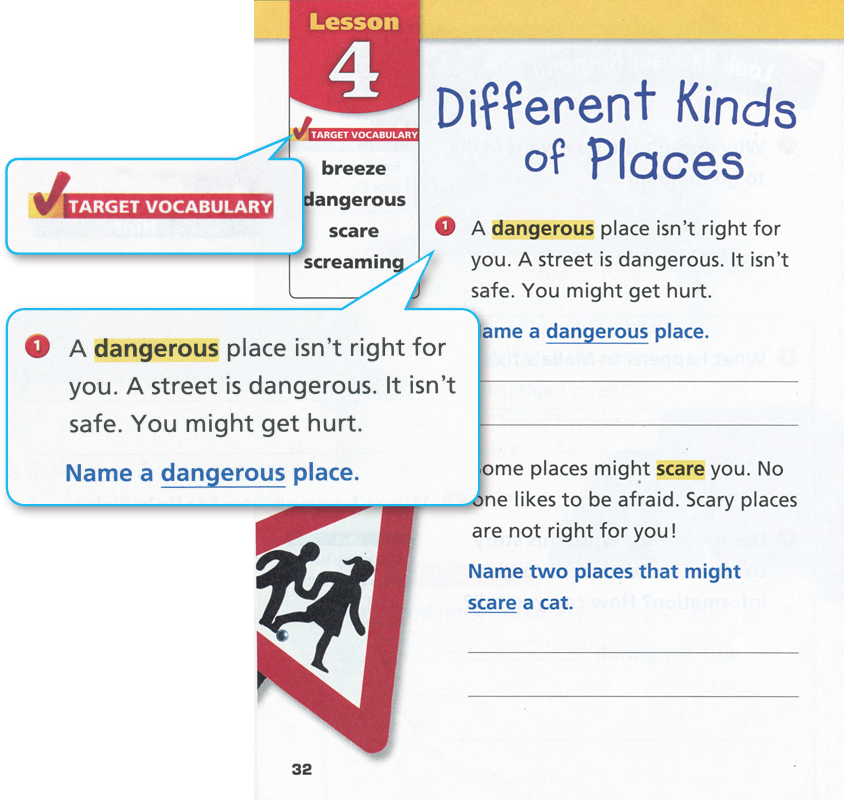 Lesson
4
TARGET VOCABULARY
breeze
dangerous
scare
screaming
Different Kinds
of Places
1 A dangerous place isn't right for
you. A street is dangerous. It isn't
safe. You might get hurt.
ame a dangerous place.
ome places might scare you. No
one likes to be afraid. Scary places
are not right for you!
Name two places that might
scare a cat.
TARGET VOCABULARY
1 A dangerous place isn't right for
you. A street is dangerous. It isn't
safe. You might get hurt.
Name a dangerous place.
32